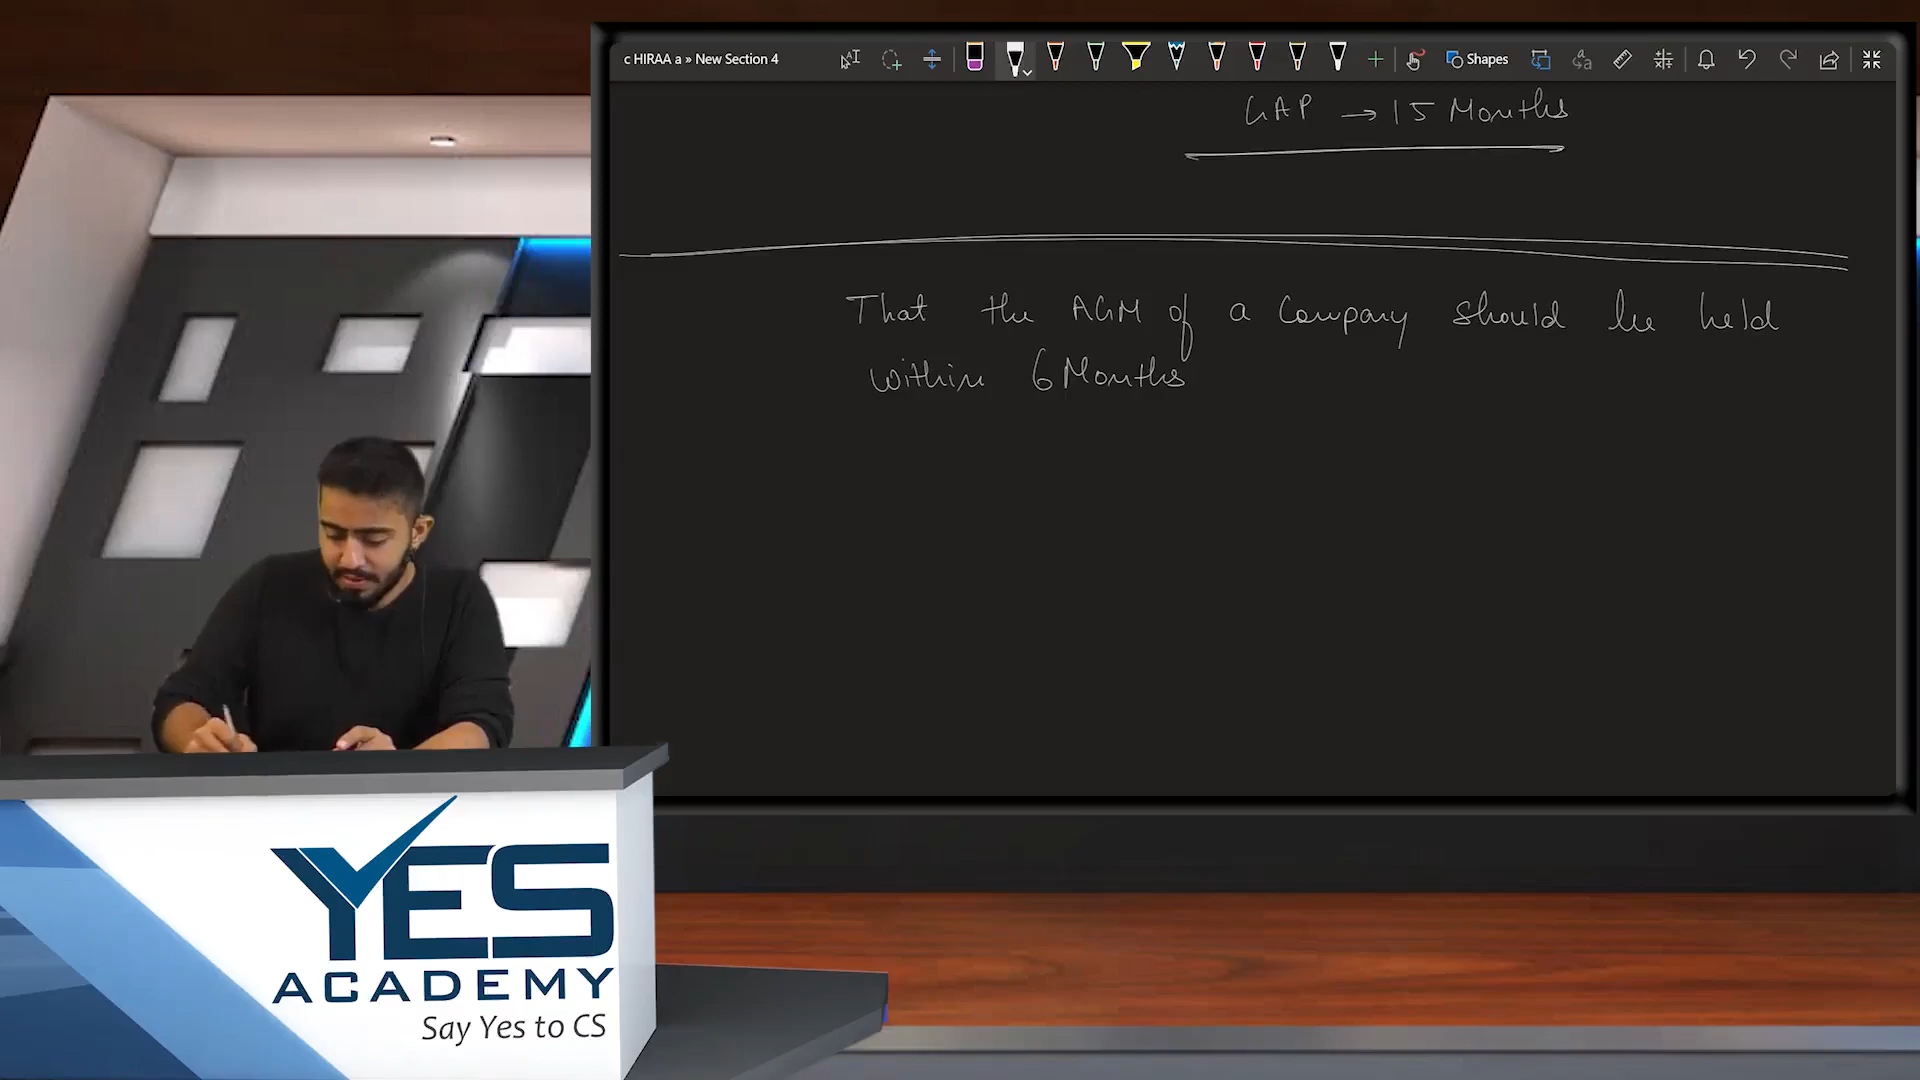 c HIRAA a » New Section 4
Shapes
GAP → 15 Months
That the AGM of a Company should be held
within 6 Months
YES
ACADEMY
Say Yes to CS